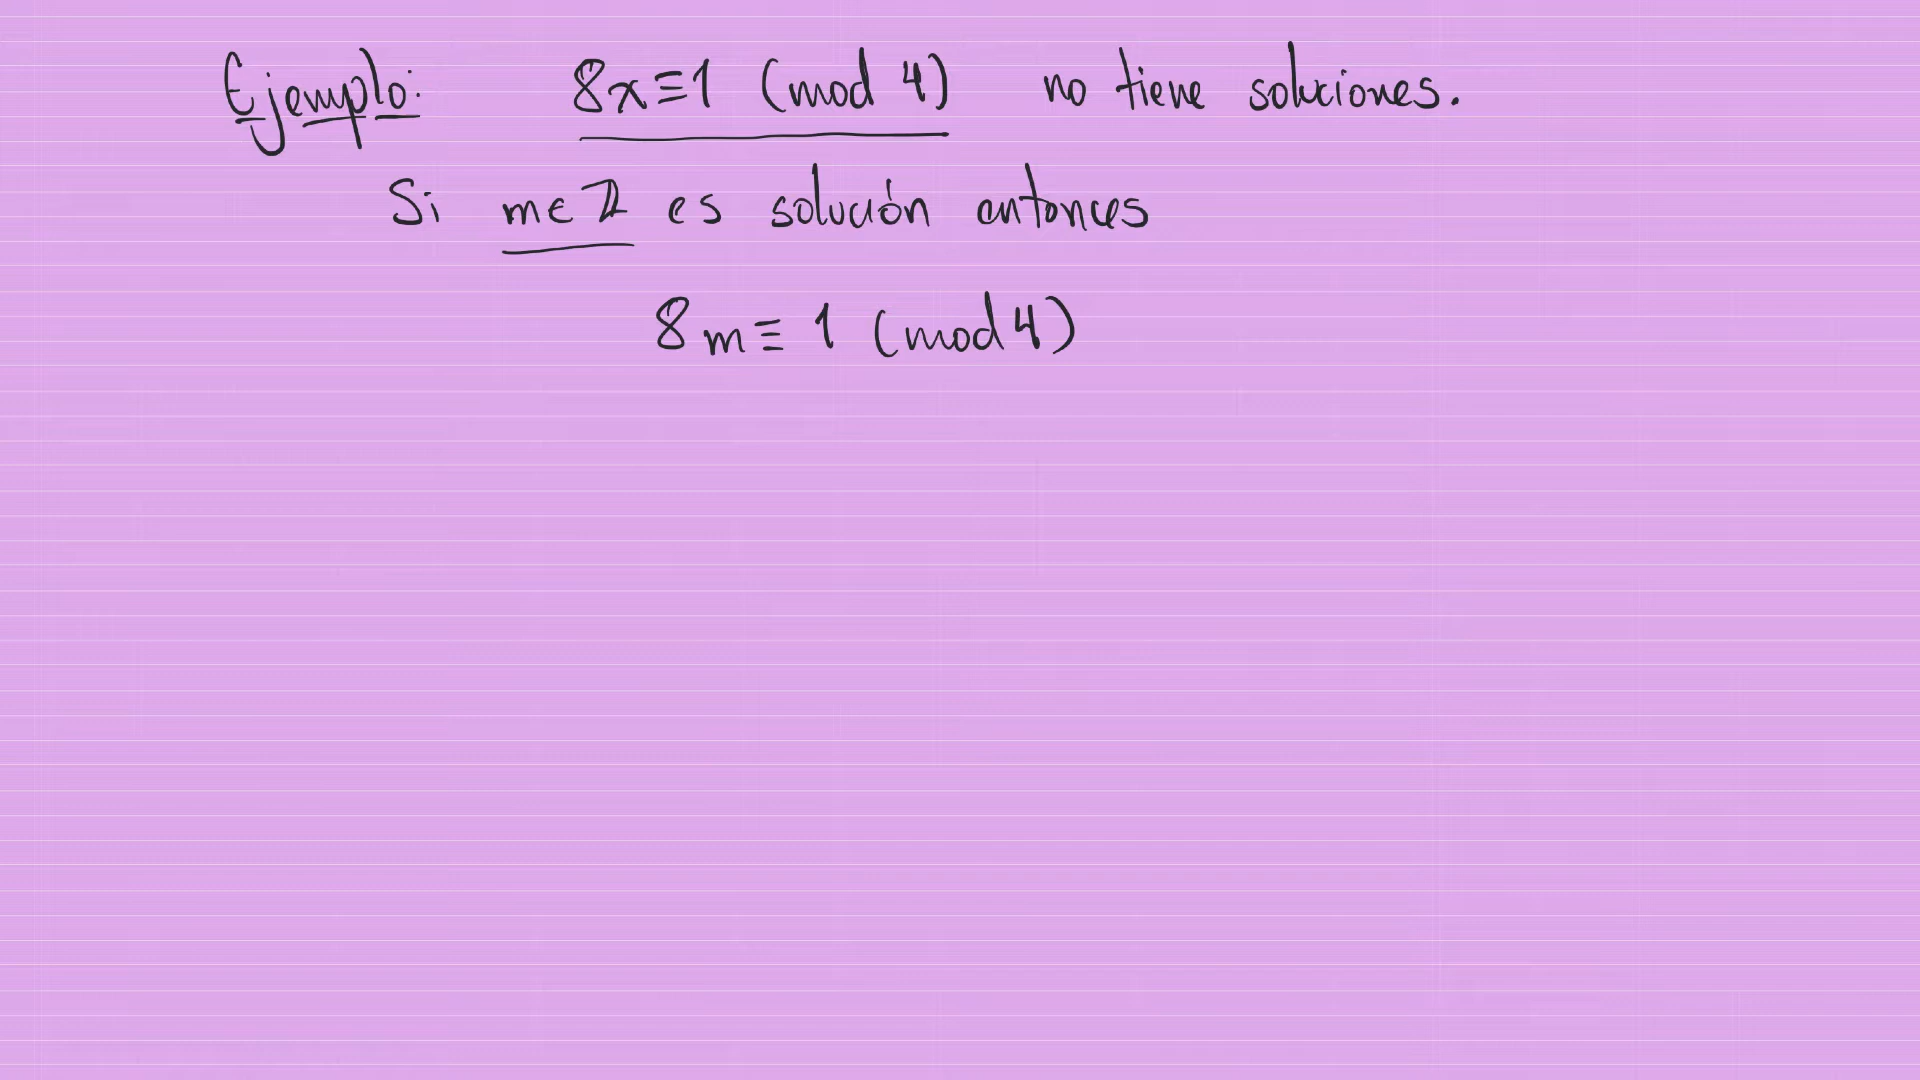 Ejemplo: 8x≡1 (mod 4) no tiene soluciones.
Si m∈ℤ es solución entonces
8m≡ 1 (mod 4)